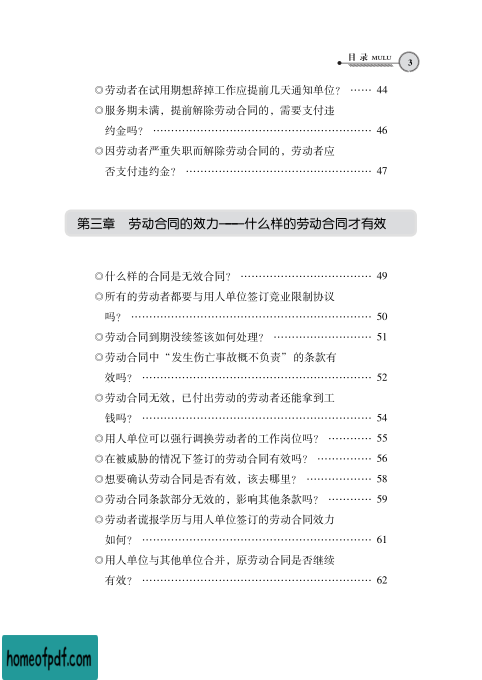 目 录 MULU 3
◎劳动者在试用期想辞掉工作应提前几天通知单位? …… 44
◎服务期未满，提前解除劳动合同的，需要支付违
约金吗? …………………………………………………… 46
◎因劳动者严重失职而解除劳动合同的，劳动者应
否支付违约金? …………………………………………… 47
第三章 劳动合同的效力——什么样的劳动合同才有效
◎什么样的合同是无效合同? ……………………………… 49
◎所有的劳动者都要与用人单位签订竞业限制协议
吗? ………………………………………………………… 50
◎劳动合同到期没续签该如何处理? ……………………… 51
◎劳动合同中“发生伤亡事故概不负责”的条款有
效吗? ……………………………………………………… 52
◎劳动合同无效，已付出劳动的劳动者还能拿到工
钱吗? ……………………………………………………… 54
◎用人单位可以强行调换劳动者的工作岗位吗? ………… 55
◎在被威胁的情况下签订的劳动合同有效吗? …………… 56
◎想要确认劳动合同是否有效，该去哪里? ……………… 58
◎劳动合同条款部分无效的，影响其他条款吗? ………… 59
◎劳动者谎报学历与用人单位签订的劳动合同效力
如何? ……………………………………………………… 61
◎用人单位与其他单位合并，原劳动合同是否继续
有效? ……………………………………………………… 62
homeofpdf.com